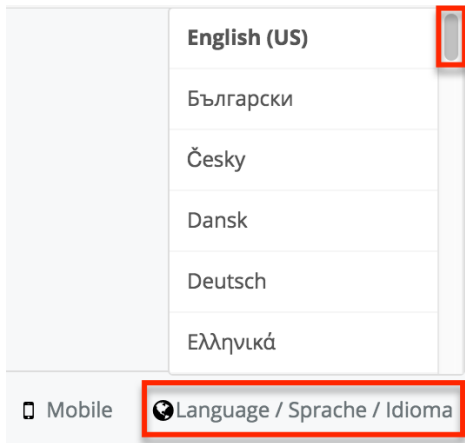 English (US)
Български
Česky
Dansk
Deutsch
Ελληνικά
Mobile
Language / Sprache / Idioma